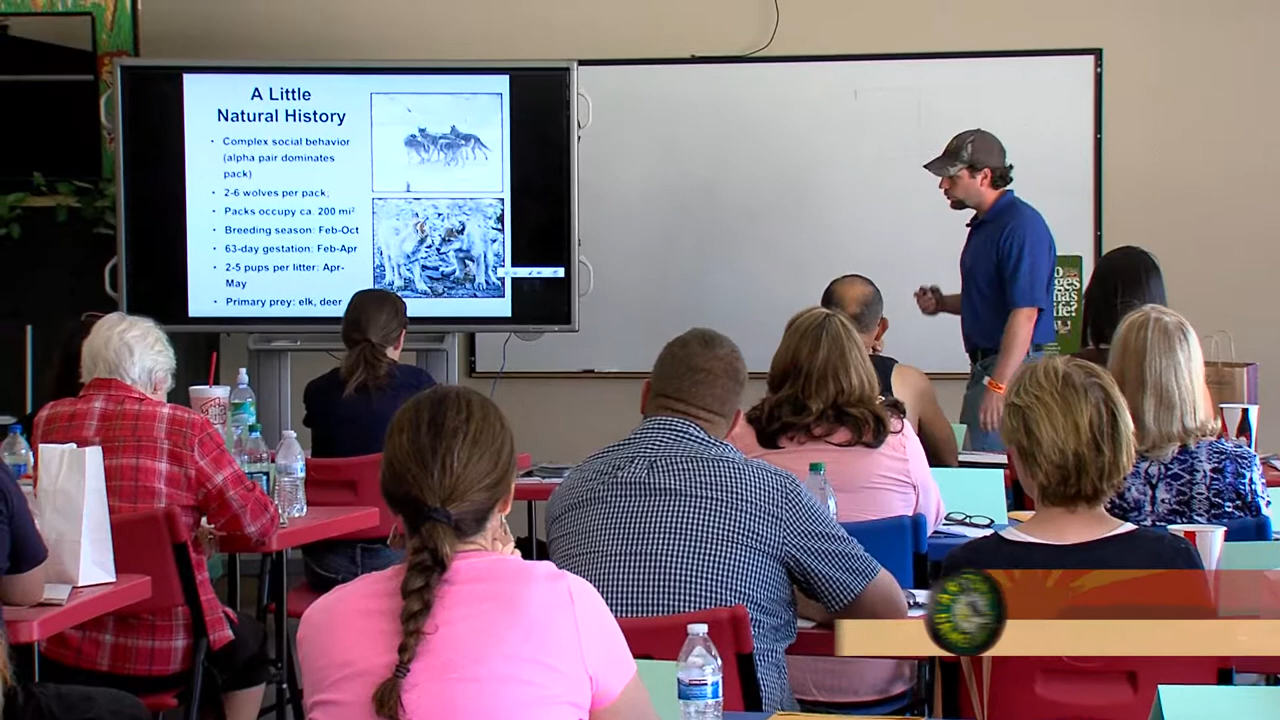 A Little
Natural History
• Complex social behavior
(alpha pair dominates
pack)
• 2-6 wolves per pack;
• Packs occupy ca. 200 mi²
• Breeding season: Feb-Oct
• 63-day gestation: Feb-Apr
• 2-5 pups per litter: Apr-
May
• Primary prey: elk, deer